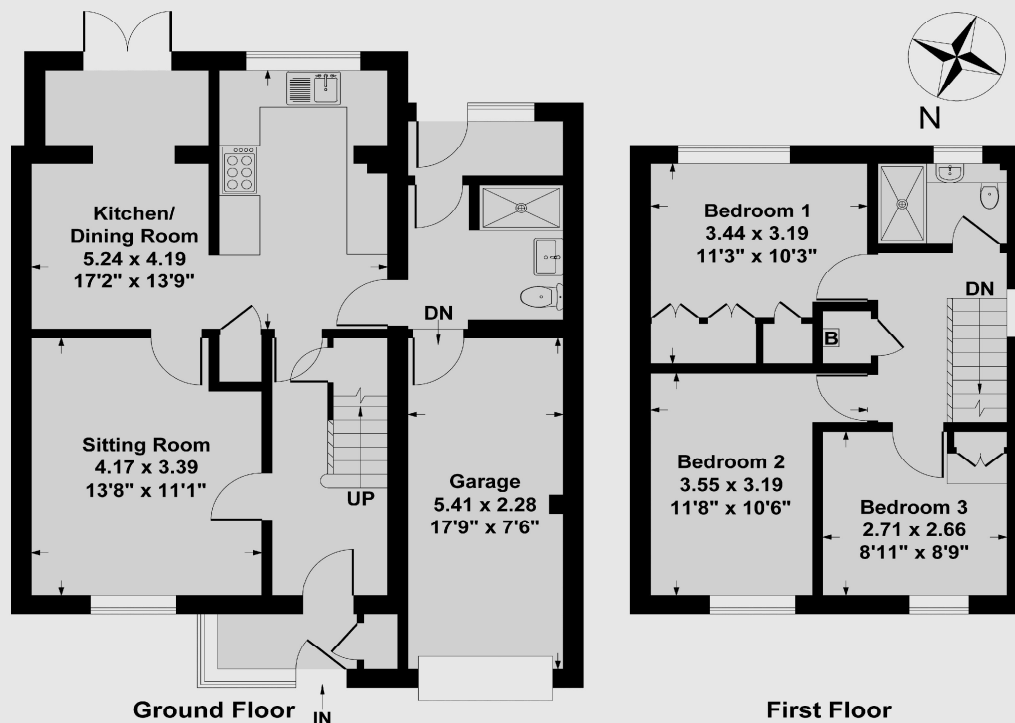 N
Kitchen/
Dining Room
5.24 x 4.19
17'2" x 13'9"
DN
Sitting Room
4.17 x 3.39
13'8" x 11'1"
UP
Garage
5.41 x 2.28
17'9" x 7'6"
Ground Floor
IN
Bedroom 1
3.44 x 3.19
11'3" x 10'3"
DN
B
Bedroom 2
3.55 x 3.19
11'8" x 10'6"
Bedroom 3
2.71 x 2.66
8'11" x 8'9"
First Floor